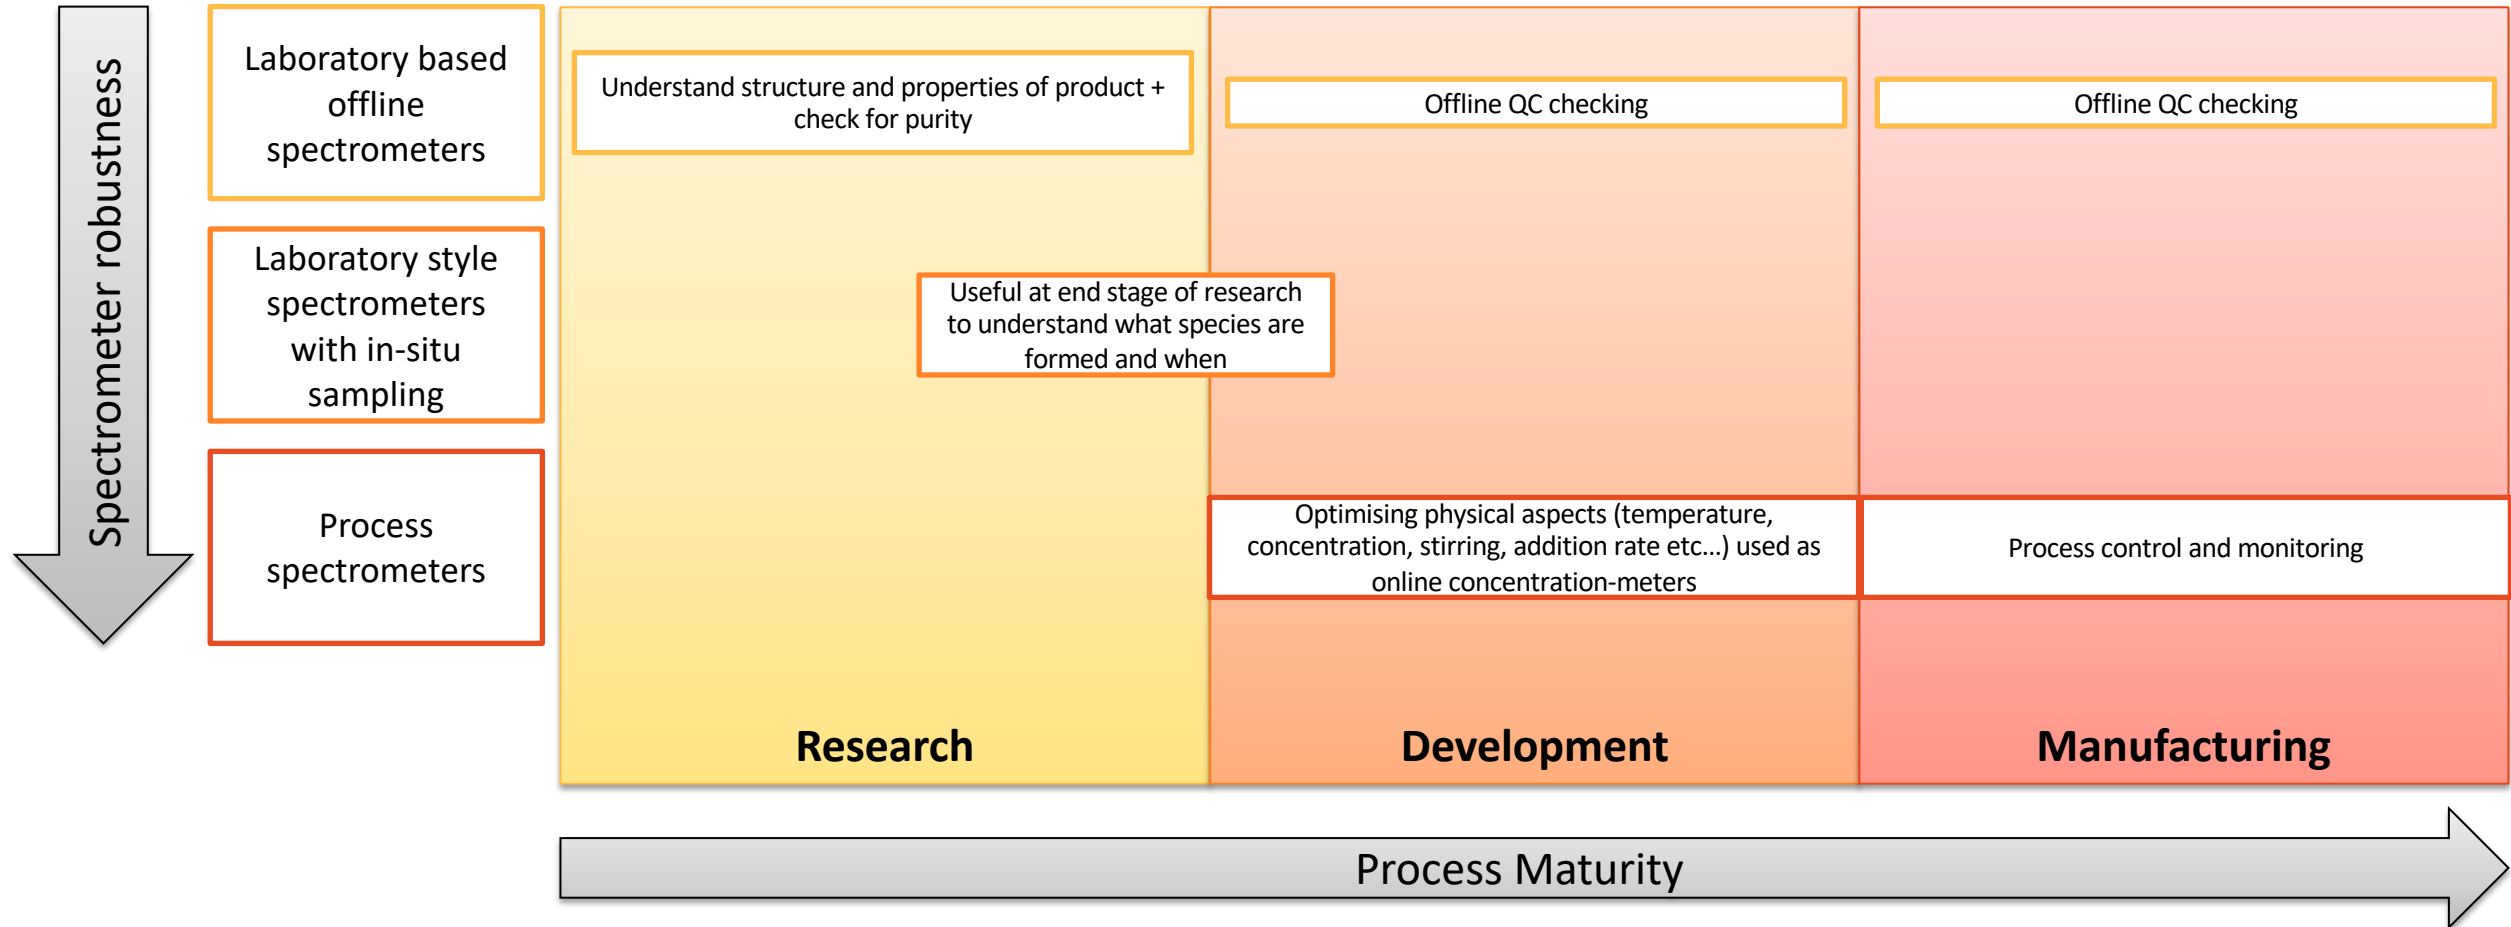 Spectrometer robustness
Laboratory based
offline
spectrometers
Understand structure and properties of product +
check for purity
Offline QC checking
Offline QC checking
Laboratory style
spectrometers
with in-situ
sampling
Useful at end stage of research
to understand what species are
formed and when
Process
spectrometers
Optimising physical aspects (temperature,
concentration, stirring, addition rate etc...) used as
online concentration-meters
Process control and monitoring
Research
Development
Manufacturing
Process Maturity